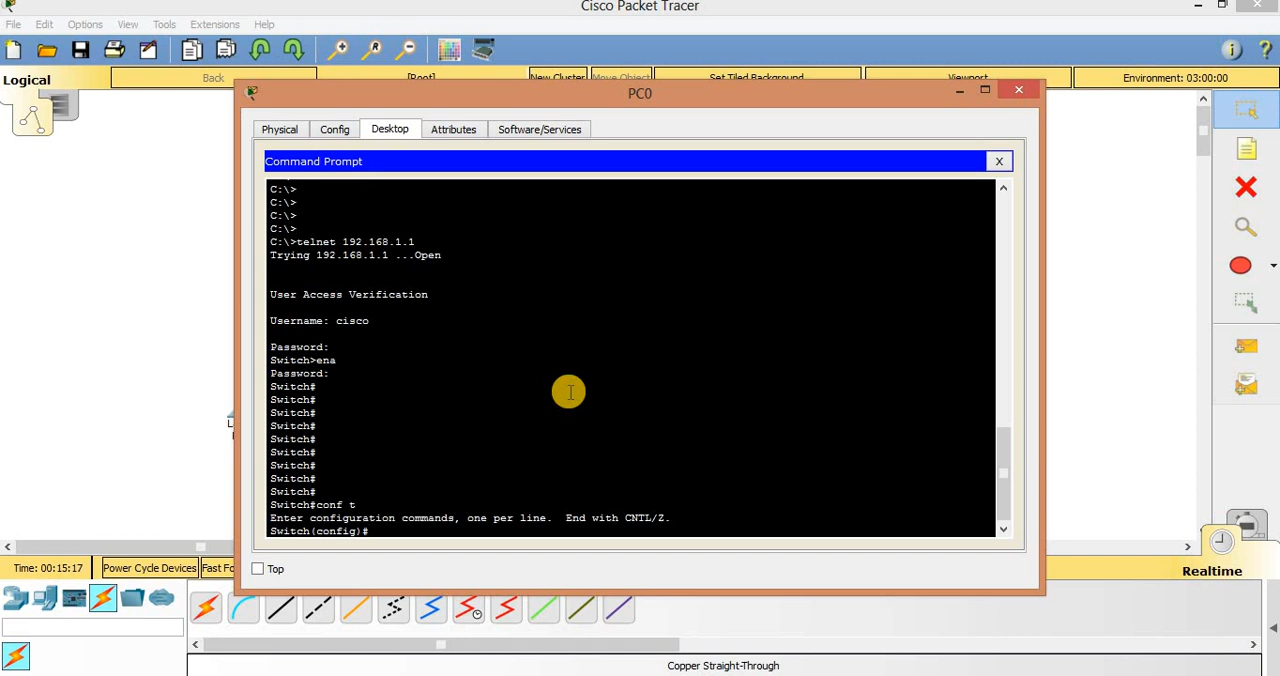 Cisco Packet Tracer
File Edit Options View Tools Extensions Help
Logical
Back
[Root]
New Cluster
Move Object
Set Tiled Background
Viewport
Environment: 03:00:00
PC0
Physical Config Desktop Attributes Software/Services
Command Prompt
X
C:\>
C:\>
C:\>
C:\>
C:\>telnet 192.168.1.1
Trying 192.168.1.1 ...Open
User Access Verification
Username: cisco
Password:
Switch>ena
Password:
Switch#
Switch#
Switch#
Switch#
Switch#
Switch#
Switch#
Switch#
Switch#
Switch#conf t
Enter configuration commands, one per line.  End with CNTL/Z.
Switch(config)#
Top
Time: 00:15:17
Power Cycle Devices
Fast Fo
Realtime
Copper Straight-Through